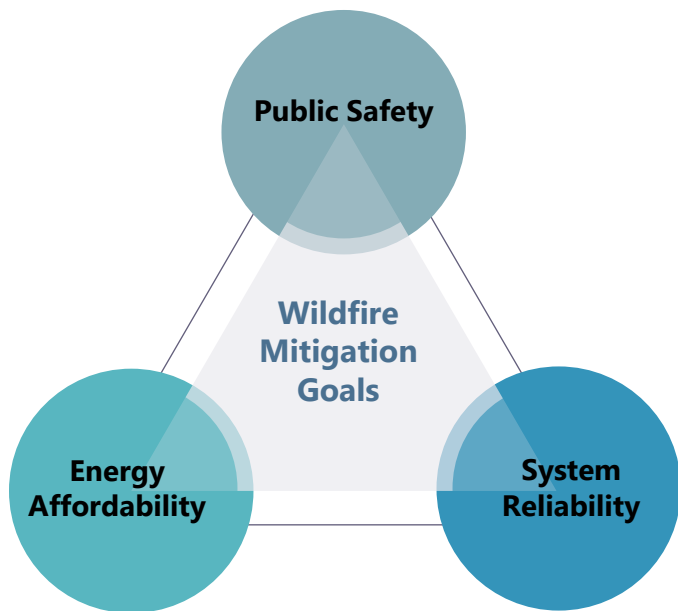 Public Safety
Wildfire
Mitigation
Goals
Energy
Affordability
System
Reliability